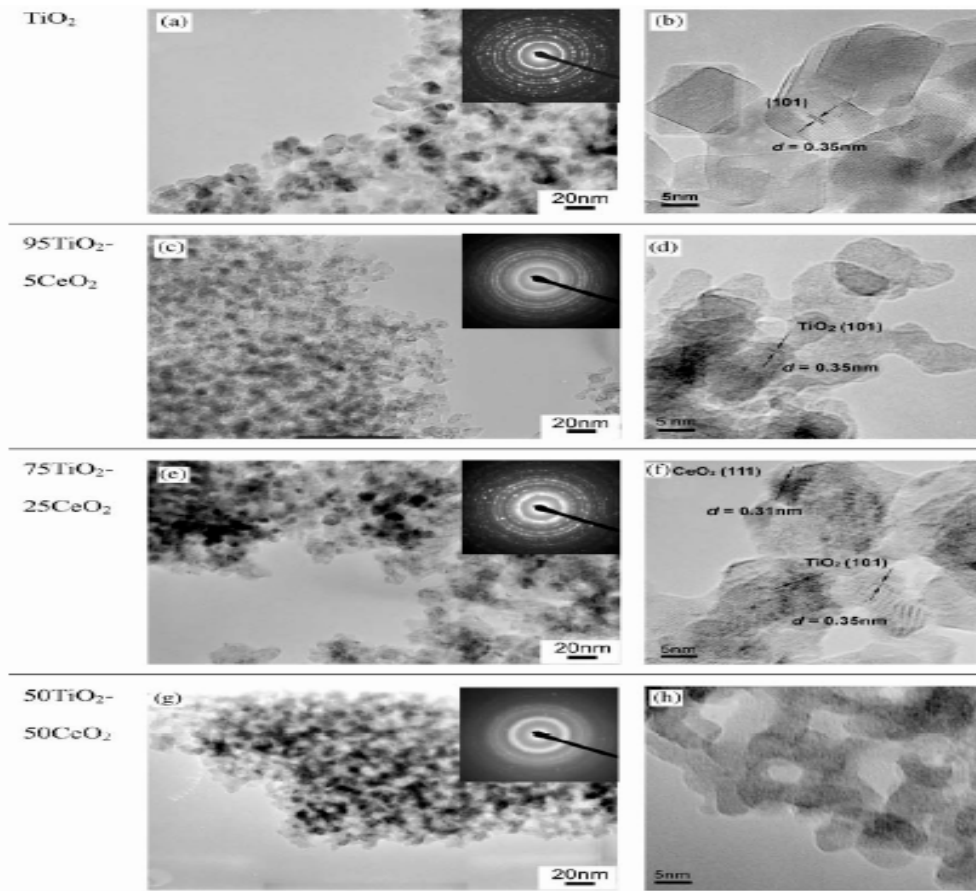 TiO₂
(a)
20nm
(b)
(101)
d = 0.35nm
5nm
95TiO₂-
5CeO₂
(c)
20nm
(d)
TiO₂ (101)
d = 0.35nm
5 nm
75TiO₂-
25CeO₂
(e)
20nm
(f)
CeO₂ (111)
d = 0.31nm
TiO₂ (101)
d = 0.35nm
5nm
50TiO₂-
50CeO₂
(g)
20nm
(h)
5nm